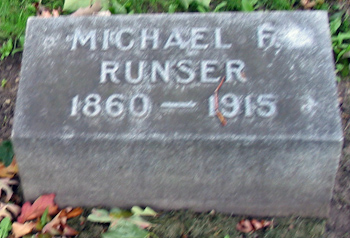 MICHAEL F.
RUNSER
1860 — 1915